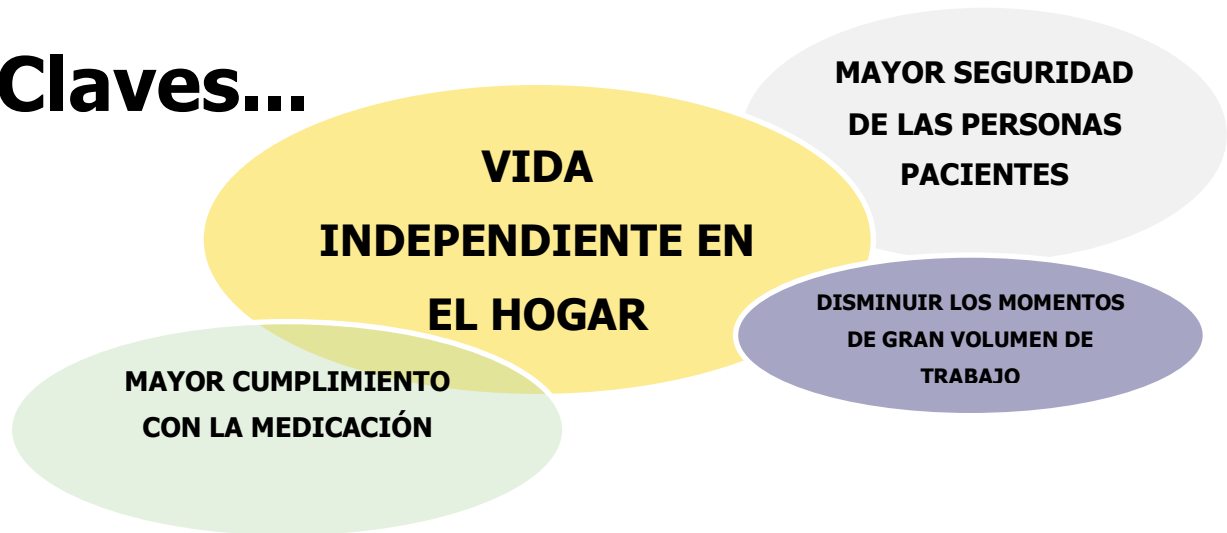 Claves...
VIDA
INDEPENDIENTE EN
EL HOGAR
MAYOR SEGURIDAD
DE LAS PERSONAS
PACIENTES
DISMINUIR LOS MOMENTOS
DE GRAN VOLUMEN DE
TRABAJO
MAYOR CUMPLIMIENTO
CON LA MEDICACIÓN